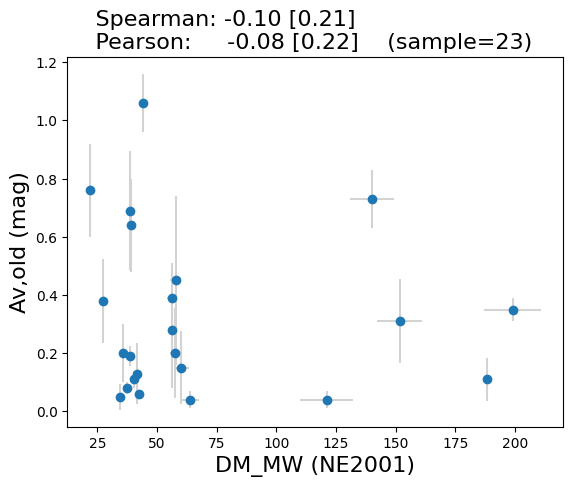 Spearman: -0.10 [0.21]
Pearson: -0.08 [0.22] (sample=23)
1.2
1.0
0.8
0.6
0.4
0.2
0.0
Av,old (mag)
25 50 75 100 125 150 175 200
DM_MW (NE2001)